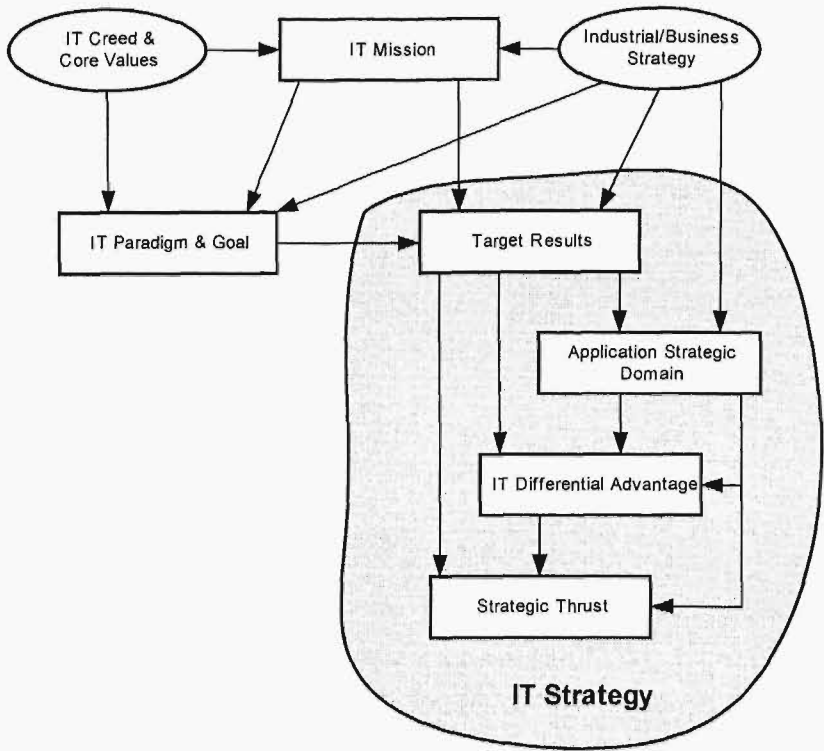 IT Creed &
Core Values
IT Mission
Industrial/Business
Strategy
IT Paradigm & Goal
Target Results
Application Strategic
Domain
IT Differential Advantage
Strategic Thrust
IT Strategy